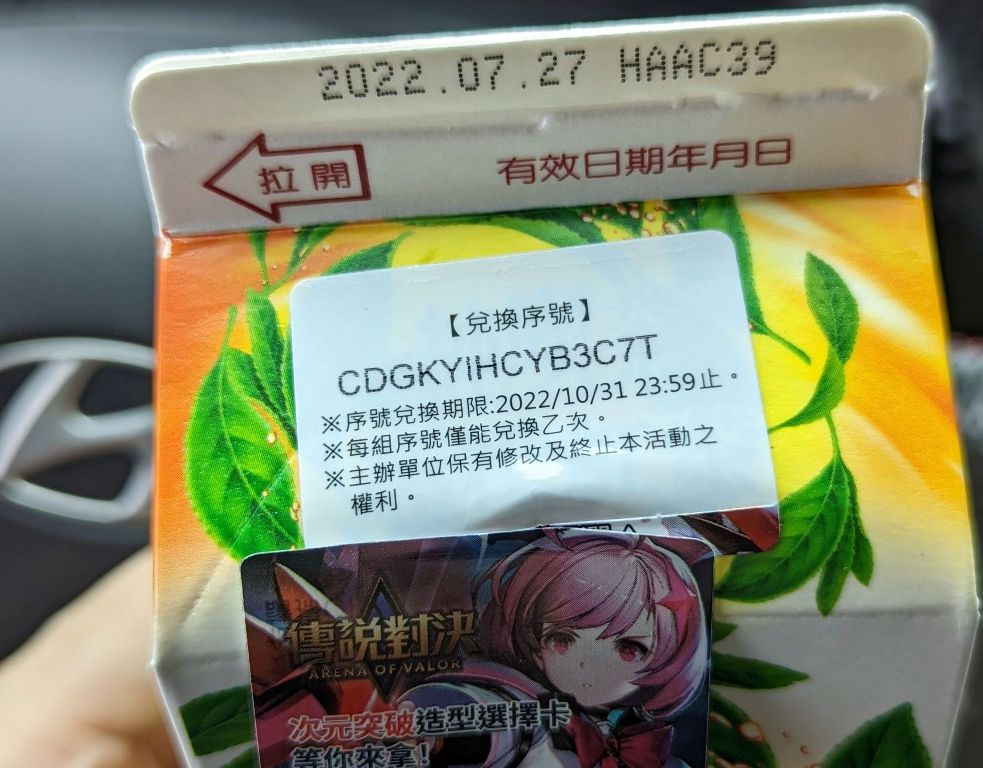 2022.07.27 HAAC39
拉開
有效日期年月日
【兌換序號】
CDGKYIHCYB3C7T
※序號兌換期限:2022/10/31 23:59止。
※每組序號僅能兌換乙次。
※主辦單位保有修改及終止本活動之
權利。
傳說對決
ARENA OF VALOR
次元突破造型選擇卡
等你來拿!